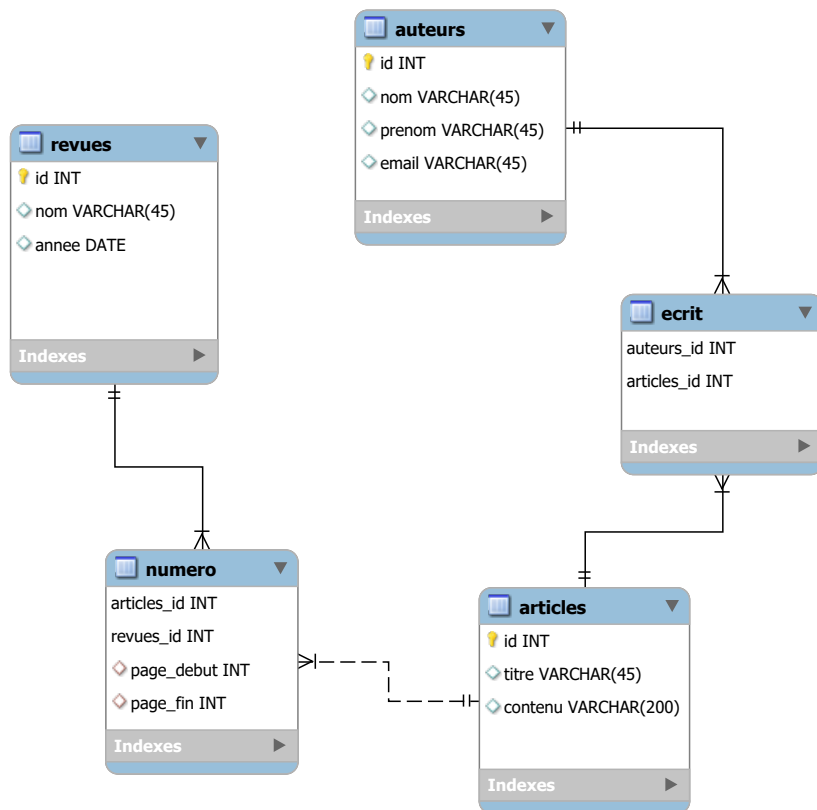 auteurs
id INT
nom VARCHAR(45)
prenom VARCHAR(45)
email VARCHAR(45)
Indexes
revues
id INT
nom VARCHAR(45)
annee DATE
Indexes
ecrit
auteurs_id INT
articles_id INT
Indexes
numero
articles_id INT
revues_id INT
page_debut INT
page_fin INT
Indexes
articles
id INT
titre VARCHAR(45)
contenu VARCHAR(200)
Indexes